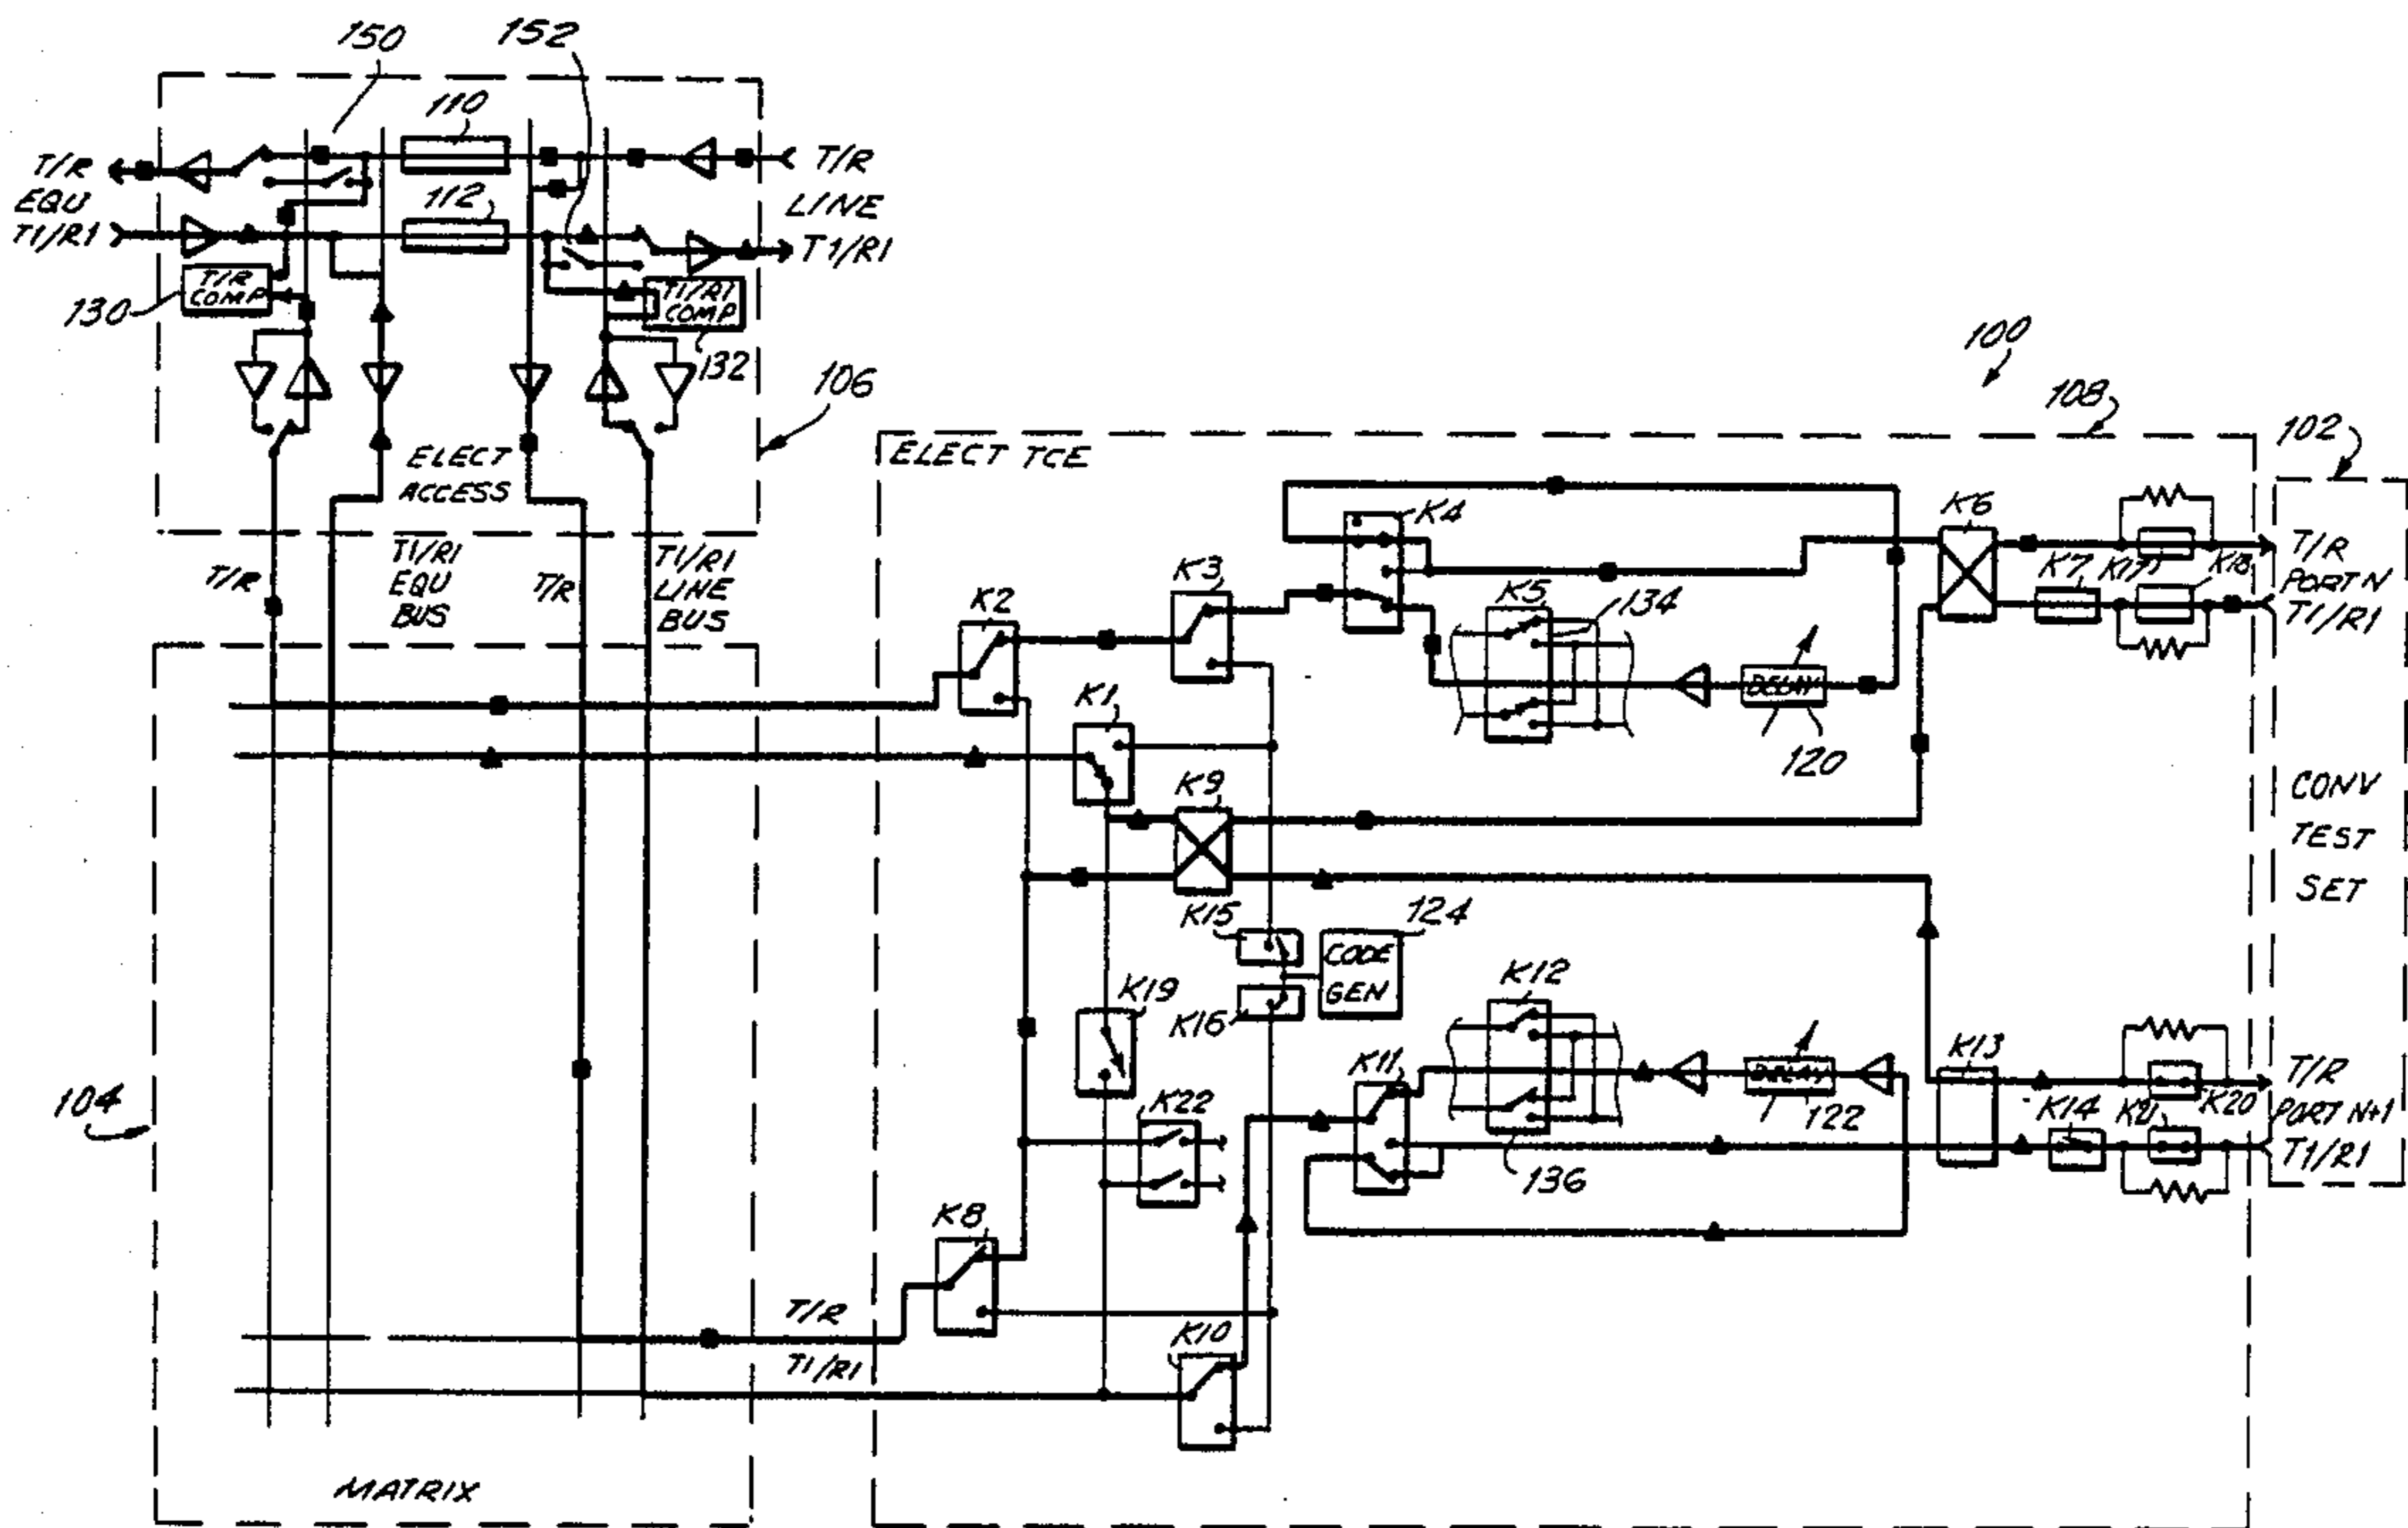 150
152
110
T/R
EQU
T1/R1
112
T/R
LINE
T1/R1
T/R
COMP
130
T1/R1
COMP
132
106
ELECT
ACCESS
100
108
102
ELECT TCE
T/R
T1/R1
EQU
BUS
T/R
T1/R1
LINE
BUS
K2
K3
K4
K5
134
K6
K7
K17
K18
T/R
PORT N
T1/R1
DELAY
120
K1
K9
CONV
TEST
SET
K15
124
CODE
GEN
K16
K19
K12
K11
K22
136
DELAY
122
K13
K14
K21
K20
T/R
PORT N+1
T1/R1
104
K8
T/R
T1/R1
K10
MATRIX